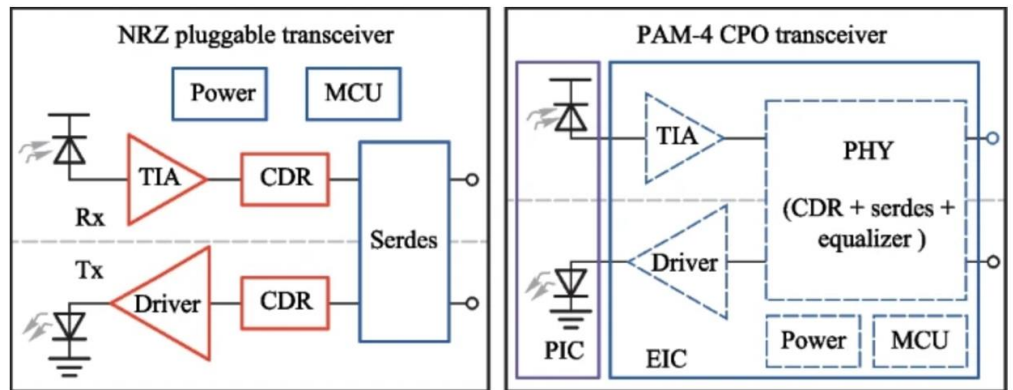 NRZ pluggable transceiver
Power
MCU
TIA
CDR
Rx
Serdes
Tx
Driver
CDR
PAM-4 CPO transceiver
TIA
PHY
(CDR + serdes +
equalizer )
Driver
Power
MCU
PIC
EIC